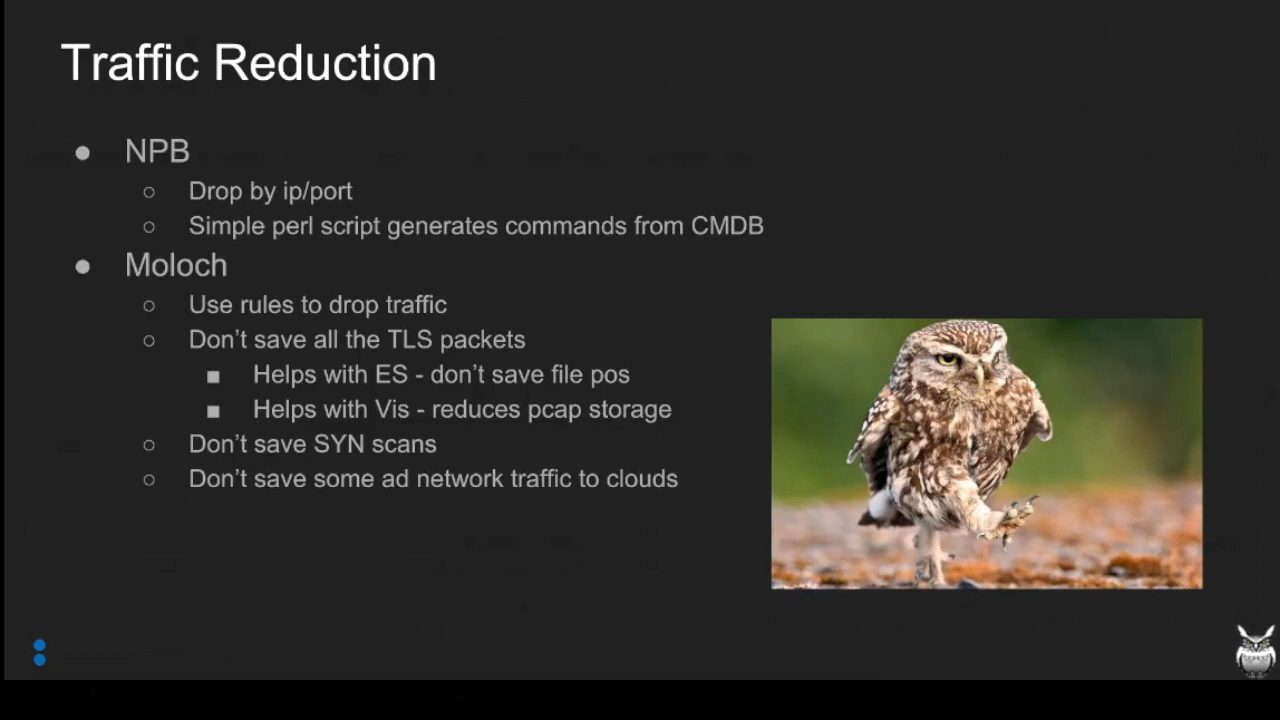 Traffic Reduction
● NPB
○ Drop by ip/port
○ Simple perl script generates commands from CMDB
● Moloch
○ Use rules to drop traffic
○ Don’t save all the TLS packets
■ Helps with ES - don’t save file pos
■ Helps with Vis - reduces pcap storage
○ Don’t save SYN scans
○ Don’t save some ad network traffic to clouds